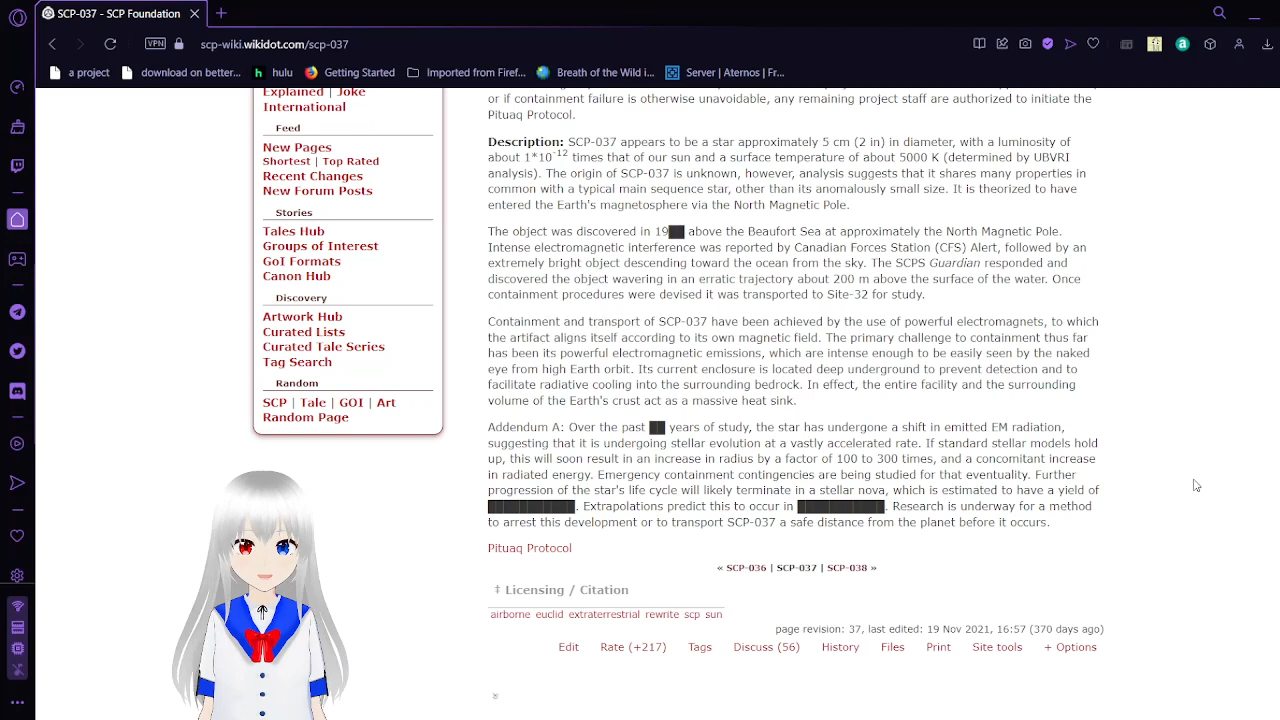 SCP-037 - SCP Foundation
VPN
scp-wiki.wikidot.com/scp-037
a project
download on better...
hulu
Getting Started
Imported from Firef...
Breath of the Wild i...
Server | Aternos | Fr...
Explained | Joke
International
Feed
New Pages
Shortest | Top Rated
Recent Changes
New Forum Posts
Stories
Tales Hub
Groups of Interest
GoI Formats
Canon Hub
Discovery
Artwork Hub
Curated Lists
Curated Tale Series
Tag Search
Random
SCP | Tale | GOI | Art
Random Page
or if containment failure is otherwise unavoidable, any remaining project staff are authorized to initiate the
Pituaq Protocol.
Description: SCP-037 appears to be a star approximately 5 cm (2 in) in diameter, with a luminosity of
about 1*10-12 times that of our sun and a surface temperature of about 5000 K (determined by UBVRI
analysis). The origin of SCP-037 is unknown, however, analysis suggests that it shares many properties in
common with a typical main sequence star, other than its anomalously small size. It is theorized to have
entered the Earth's magnetosphere via the North Magnetic Pole.
The object was discovered in 19██ above the Beaufort Sea at approximately the North Magnetic Pole.
Intense electromagnetic interference was reported by Canadian Forces Station (CFS) Alert, followed by an
extremely bright object descending toward the ocean from the sky. The SCPS Guardian responded and
discovered the object wavering in an erratic trajectory about 200 m above the surface of the water. Once
containment procedures were devised it was transported to Site-32 for study.
Containment and transport of SCP-037 have been achieved by the use of powerful electromagnets, to which
the artifact aligns itself according to its own magnetic field. The primary challenge to containment thus far
has been its powerful electromagnetic emissions, which are intense enough to be easily seen by the naked
eye from high Earth orbit. Its current enclosure is located deep underground to prevent detection and to
facilitate radiative cooling into the surrounding bedrock. In effect, the entire facility and the surrounding
volume of the Earth's crust act as a massive heat sink.
Addendum A: Over the past ██ years of study, the star has undergone a shift in emitted EM radiation,
suggesting that it is undergoing stellar evolution at a vastly accelerated rate. If standard stellar models hold
up, this will soon result in an increase in radius by a factor of 100 to 300 times, and a concomitant increase
in radiated energy. Emergency containment contingencies are being studied for that eventuality. Further
progression of the star's life cycle will likely terminate in a stellar nova, which is estimated to have a yield of
███████████. Extrapolations predict this to occur in ███████████. Research is underway for a method
to arrest this development or to transport SCP-037 a safe distance from the planet before it occurs.
Pituaq Protocol
« SCP-036 | SCP-037 | SCP-038 »
‡ Licensing / Citation
airborne euclid extraterrestrial rewrite scp sun
page revision: 37, last edited: 19 Nov 2021, 16:57 (370 days ago)
Edit Rate (+217) Tags Discuss (56) History Files Print Site tools + Options